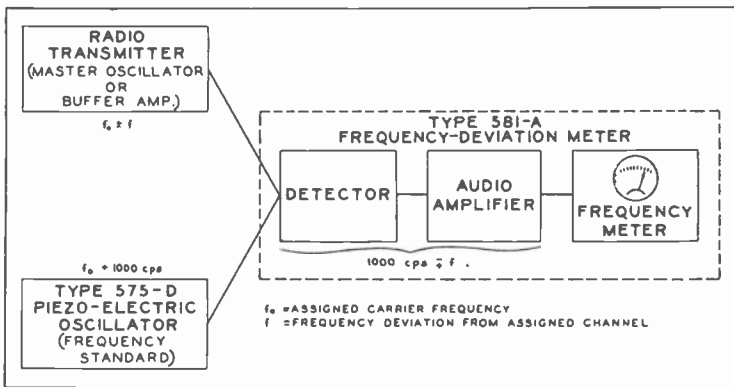 RADIO
TRANSMITTER
(MASTER OSCILLATOR
OR
BUFFER AMP.)
f₀ ± f
TYPE 581-A
FREQUENCY-DEVIATION METER
DETECTOR
AUDIO
AMPLIFIER
FREQUENCY
METER
1000 cps ∓ f .
f₀ + 1000 cps
TYPE 575-D
PIEZO-ELECTRIC
OSCILLATOR
(FREQUENCY
STANDARD)
f₀ =ASSIGNED CARRIER FREQUENCY
f =FREQUENCY DEVIATION FROM ASSIGNED CHANNEL